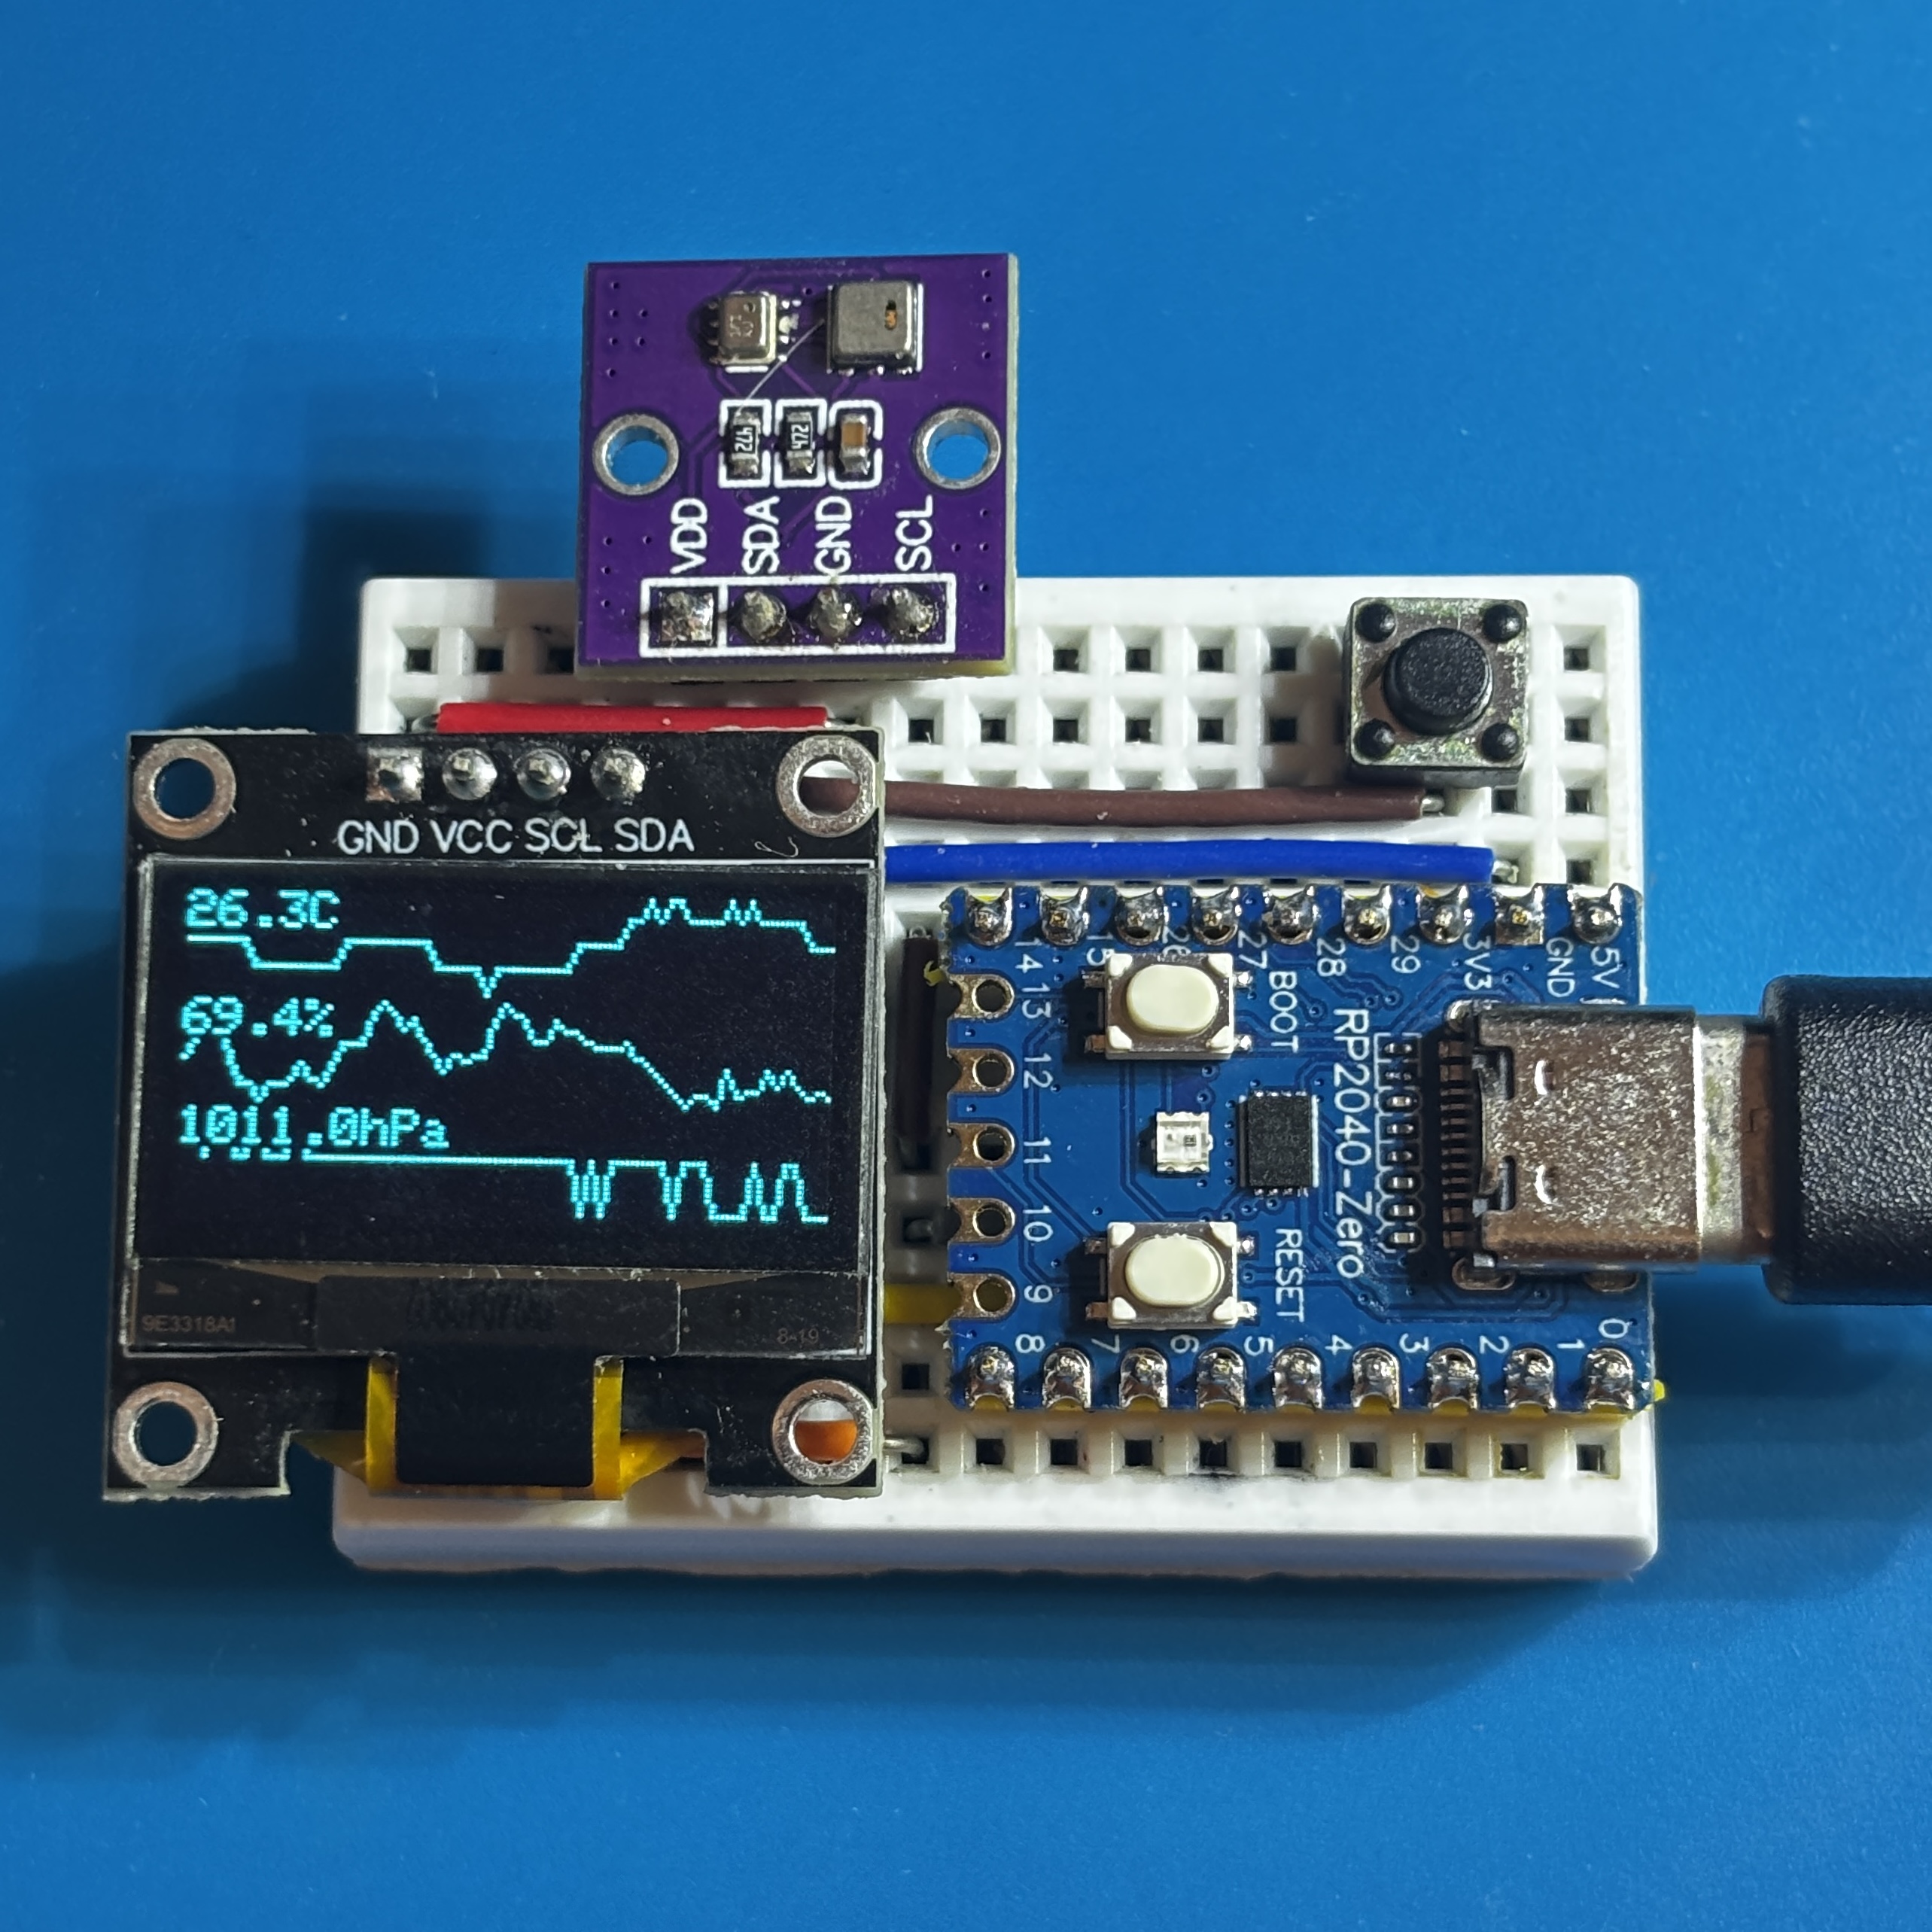 472
472
VDD SDA GND SCL
GND VCC SCL SDA
26.3C
69.4%
1011.0hPa
9E3318A1
8-19
14 15 26 27 28 29 3V3 GND 5V
13
12
11
10
9
BOOT
RP2040-Zero
RESET
8 7 6 5 4 3 2 1 0